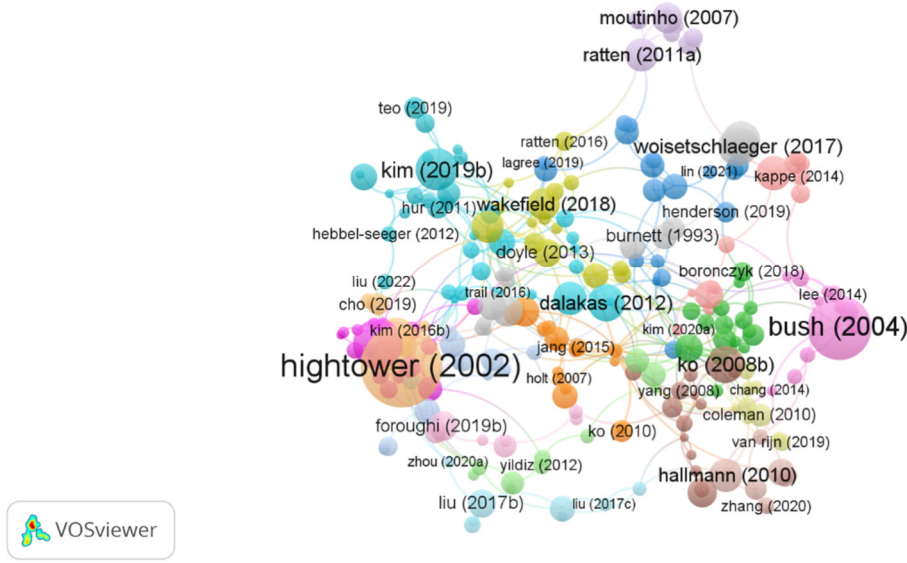 moutinho (2007)
ratten (2011a)
teo (2019)
ratten (2016)
woisetschlaeger (2017)
lagree (2019)
kim (2019b)
lin (2021)
kappe (2014)
hur (2011)
wakefield (2018)
henderson (2019)
hebbel-seeger (2012)
burnett (1993)
doyle (2013)
boronczyk (2018)
liu (2022)
trail (2016)
lee (2014)
cho (2019)
dalakas (2012)
kim (2016b)
kim (2020a)
bush (2004)
jang (2015)
hightower (2002)
ko (2008b)
holt (2007)
yang (2008)
chang (2014)
coleman (2010)
foroughi (2019b)
ko (2010)
van rijn (2019)
zhou (2020a)
yildiz (2012)
hallmann (2010)
liu (2017b)
liu (2017c)
zhang (2020)
VOSviewer